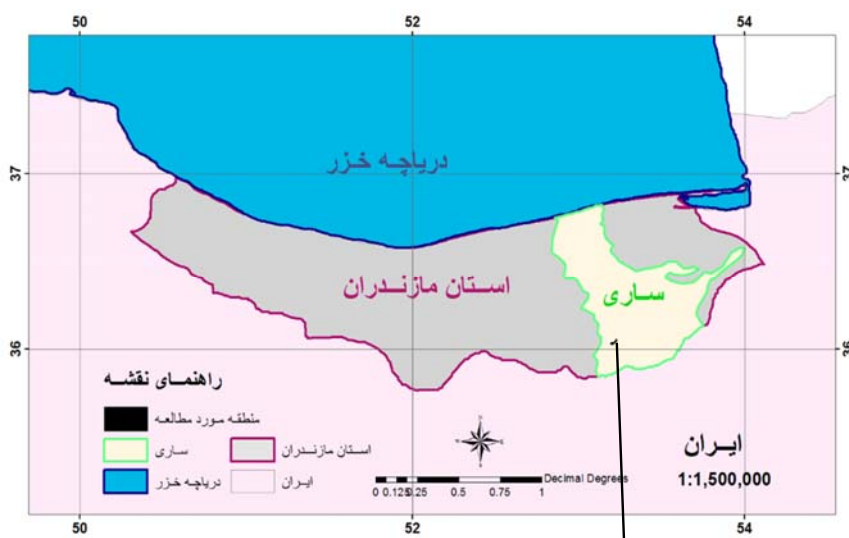 50 52 54
37 37
دریاچه خزر
استان مازندران
ساری
36 36
راهنمای نقشه
منطقه مورد مطالعه
ساری
استان مازندران
دریاچه خزر
ایران
Decimal Degrees
0 0.125 0.25 0.5 0.75 1
ایران
1:1,500,000
50 52 54